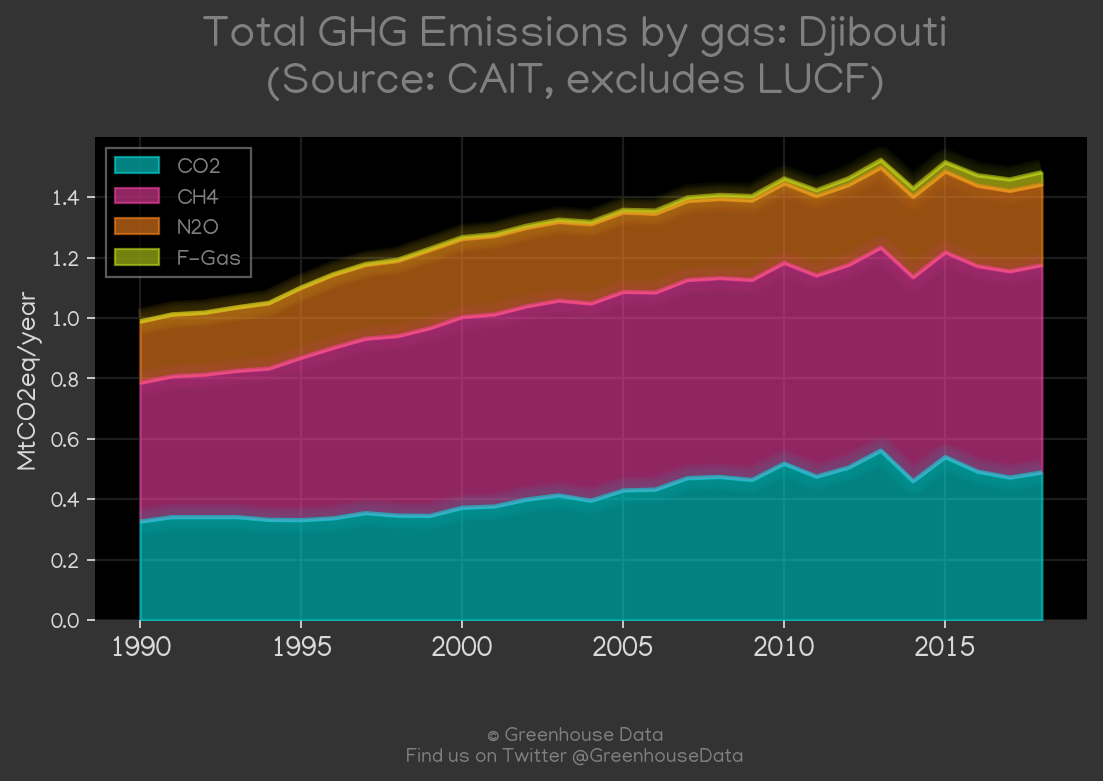 Total GHG Emissions by gas: Djibouti
(Source: CAIT, excludes LUCF)
CO2
CH4
N2O
F-Gas
MtCO2eq/year
1.4
1.2
1.0
0.8
0.6
0.4
0.2
0.0
1990 1995 2000 2005 2010 2015
© Greenhouse Data
Find us on Twitter @GreenhouseData